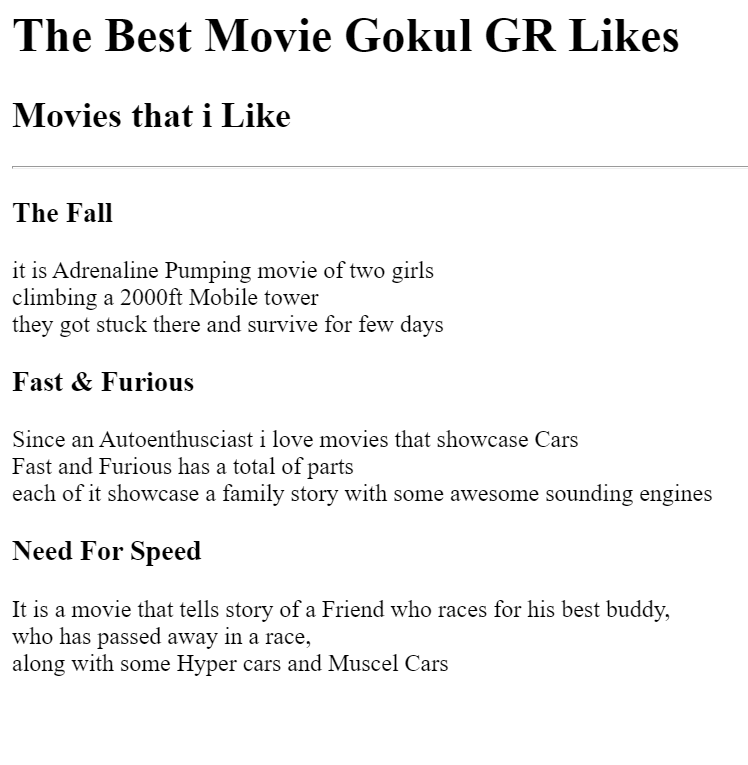 The Best Movie Gokul GR Likes
Movies that i Like
The Fall
it is Adrenaline Pumping movie of two girls
climbing a 2000ft Mobile tower
they got stuck there and survive for few days
Fast & Furious
Since an Autoenthusciast i love movies that showcase Cars
Fast and Furious has a total of parts
each of it showcase a family story with some awesome sounding engines
Need For Speed
It is a movie that tells story of a Friend who races for his best buddy,
who has passed away in a race,
along with some Hyper cars and Muscel Cars